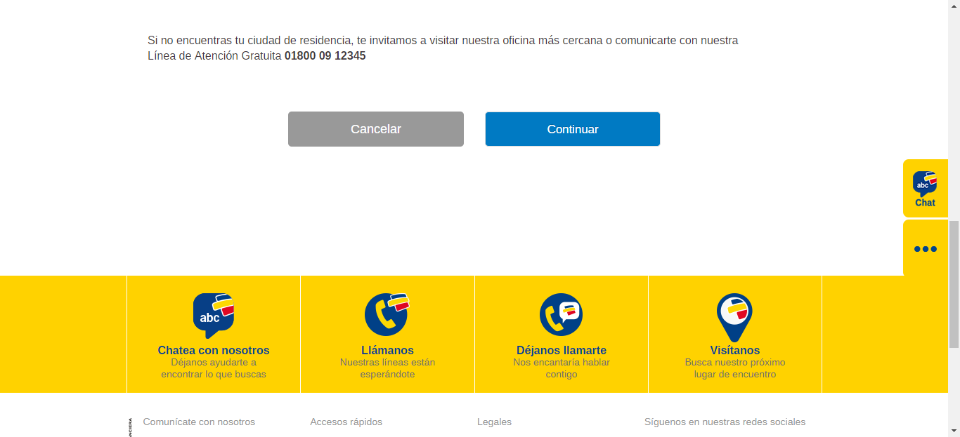 Si no encuentras tu ciudad de residencia, te invitamos a visitar nuestra oficina más cercana o comunicarte con nuestra
Línea de Atención Gratuita 01800 09 12345
Cancelar
Continuar
abc
Chat
abc
Chatea con nosotros
Déjanos ayudarte a
encontrar lo que buscas
Llámanos
Nuestras líneas están
esperándote
Déjanos llamarte
Nos encantaría hablar
contigo
Visítanos
Busca nuestro próximo
lugar de encuentro
Comunícate con nosotros
Accesos rápidos
Legales
Síguenos en nuestras redes sociales